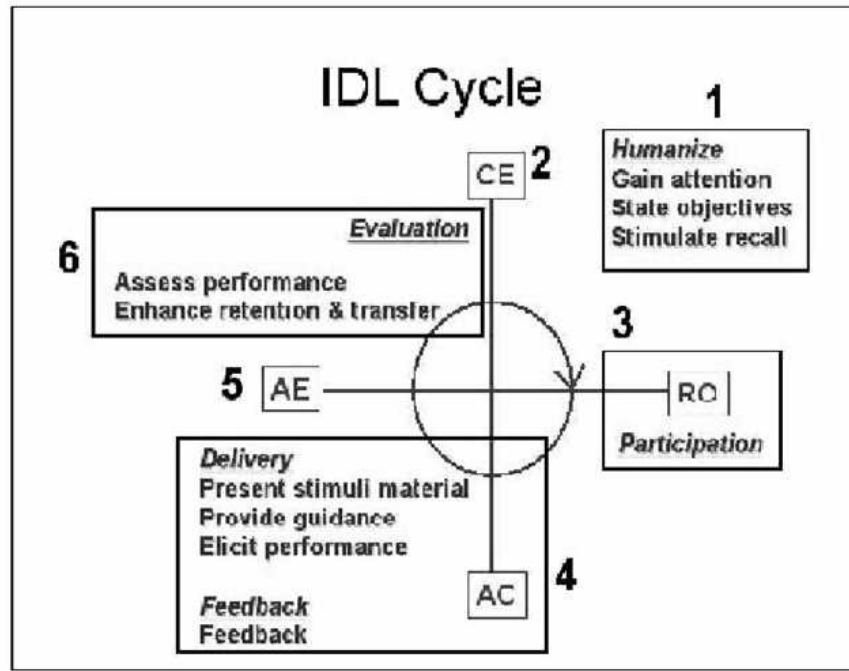 IDL Cycle
1
Humanize
Gain attention
State objectives
Stimulate recall
CE
2
Evaluation
6
Assess performance
Enhance retention & transfer
3
5
AE
RO
Participation
Delivery
Present stimuli material
Provide guidance
Elicit performance
AC
4
Feedback
Feedback